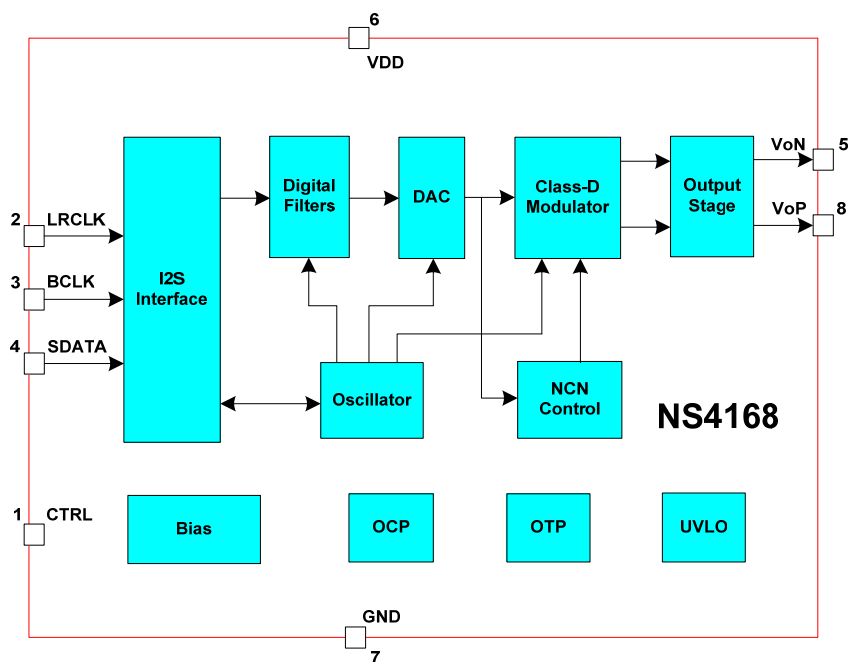 6
VDD
VoN
5
Digital
Filters
DAC
Class-D
Modulator
Output
Stage
VoP
8
2
LRCLK
I2S
Interface
3
BCLK
4
SDATA
Oscillator
NCN
Control
NS4168
1
CTRL
Bias
OCP
OTP
UVLO
GND
7